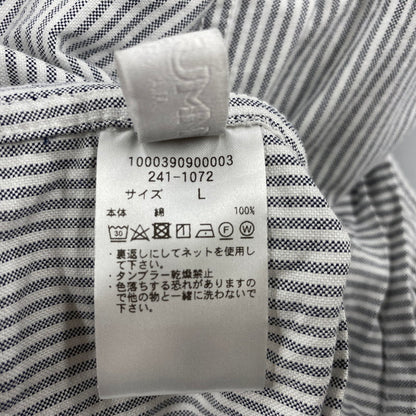 1000390900003
241-1072
サイズ L
本体 綿 100%
30 F W
・裏返しにしてネットを使用し
て下さい。
・タンブラー乾燥禁止
・色落ちする恐れがあります
ので他の物と一緒に洗わないで
下さい。